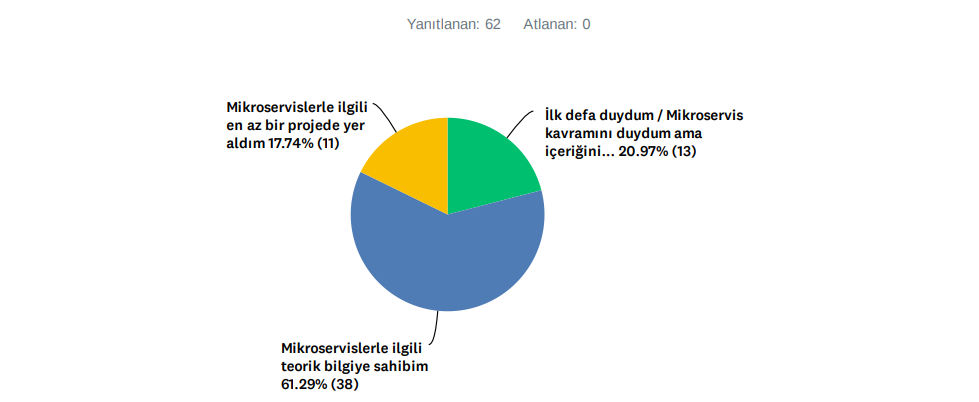 Yanıtlanan: 62 Atlanan: 0
Mikroservislerle ilgili
en az bir projede yer
aldım 17.74% (11)
İlk defa duydum / Mikroservis
kavramını duydum ama
içeriğini... 20.97% (13)
Mikroservislerle ilgili
teorik bilgiye sahibim
61.29% (38)